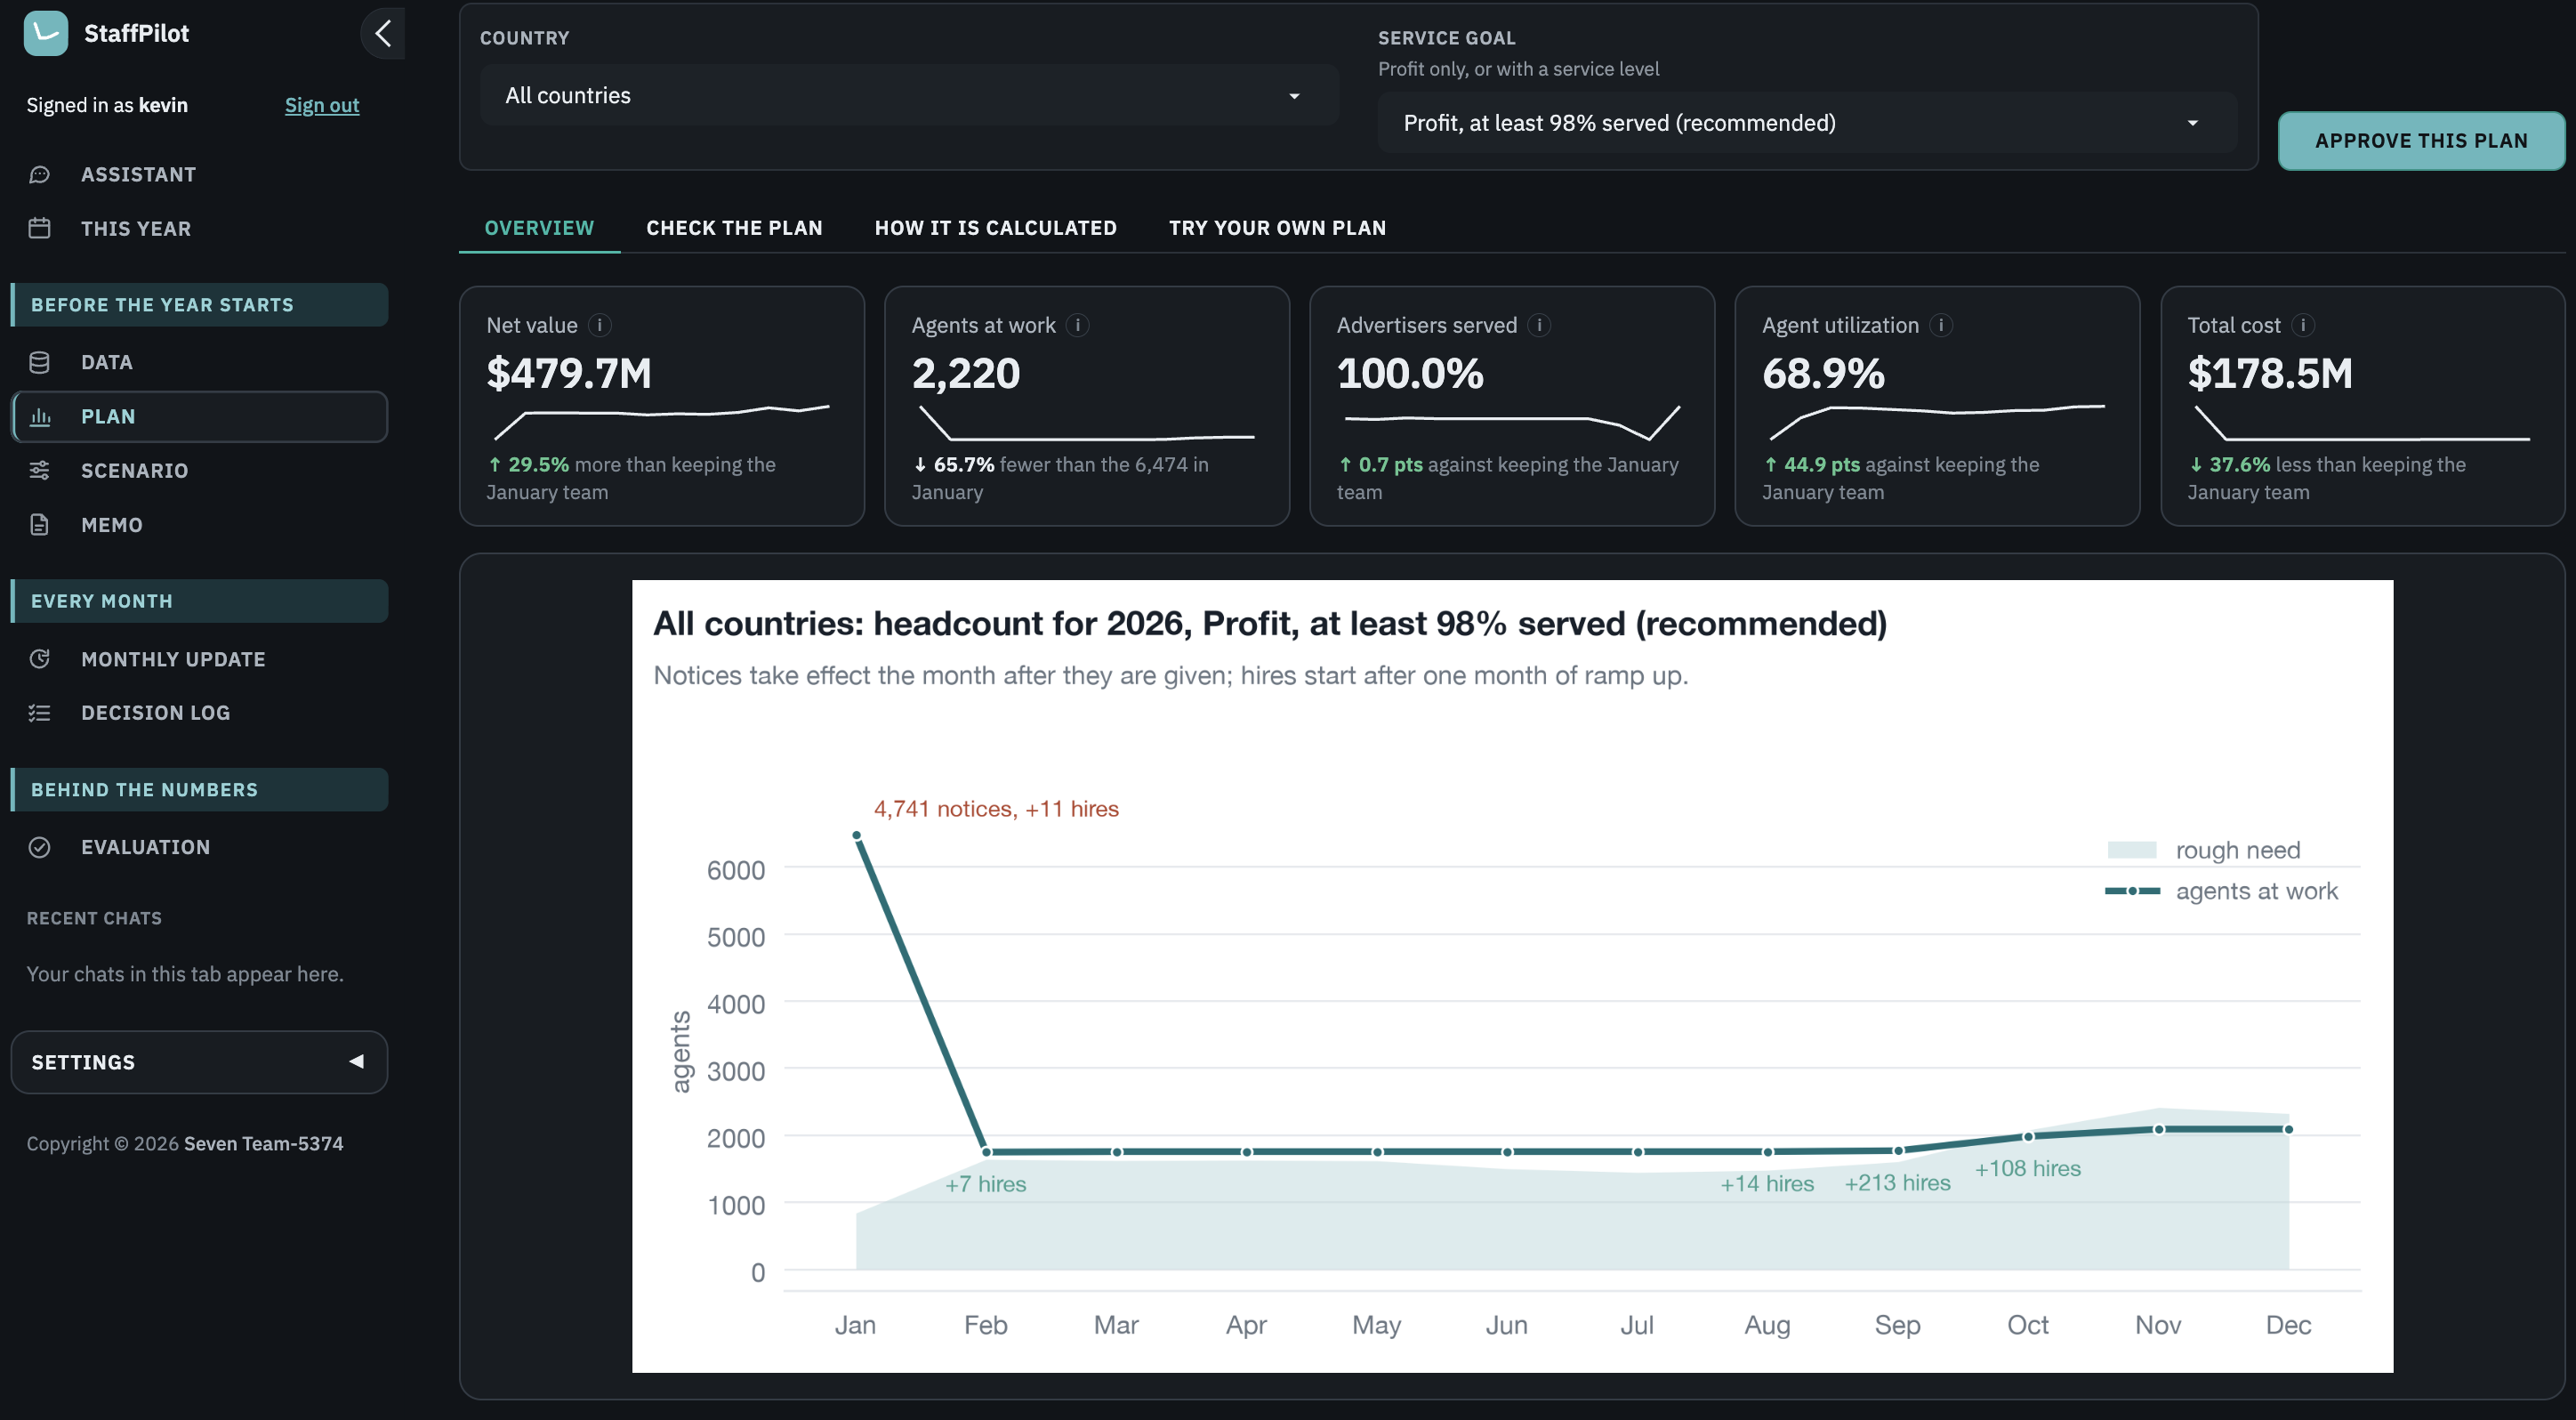 StaffPilot
Signed in as kevin
Sign out
ASSISTANT
THIS YEAR
BEFORE THE YEAR STARTS
DATA
PLAN
SCENARIO
MEMO
EVERY MONTH
MONTHLY UPDATE
DECISION LOG
BEHIND THE NUMBERS
EVALUATION
RECENT CHATS
Your chats in this tab appear here.
SETTINGS
Copyright © 2026 Seven Team-5374
COUNTRY
All countries
SERVICE GOAL
Profit only, or with a service level
Profit, at least 98% served (recommended)
APPROVE THIS PLAN
OVERVIEW
CHECK THE PLAN
HOW IT IS CALCULATED
TRY YOUR OWN PLAN
Net value i
$479.7M
↑ 29.5% more than keeping the
January team
Agents at work i
2,220
↓ 65.7% fewer than the 6,474 in
January
Advertisers served i
100.0%
↑ 0.7 pts against keeping the January
team
Agent utilization i
68.9%
↑ 44.9 pts against keeping the
January team
Total cost i
$178.5M
↓ 37.6% less than keeping the
January team
All countries: headcount for 2026, Profit, at least 98% served (recommended)
Notices take effect the month after they are given; hires start after one month of ramp up.
4,741 notices, +11 hires
rough need
agents at work
agents
6000
5000
4000
3000
2000
1000
0
+7 hires
+14 hires
+213 hires
+108 hires
Jan
Feb
Mar
Apr
May
Jun
Jul
Aug
Sep
Oct
Nov
Dec